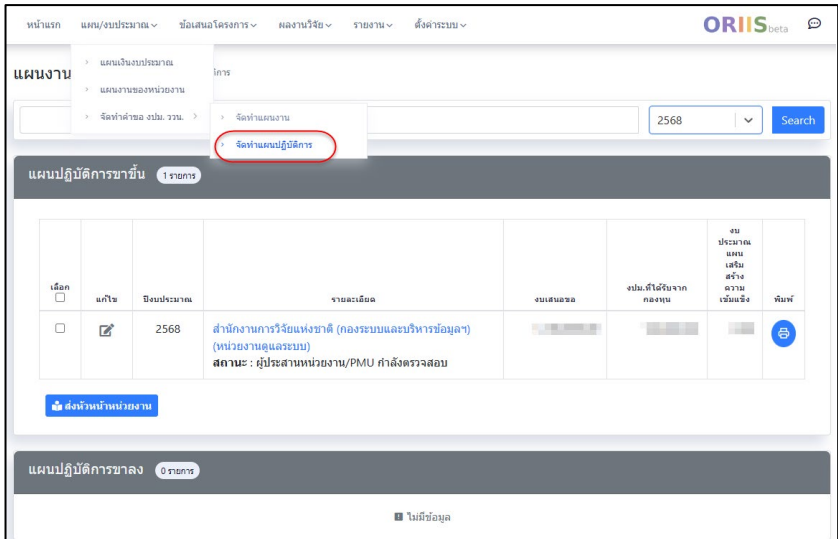 หน้าแรก แผน/งบประมาณ ข้อเสนอโครงการ ผลงานวิจัย รายงาน ตั้งค่าระบบ ORIIS beta
แผนเงินงบประมาณ
แผนงาน
แผนงานของหน่วยงาน
จัดทำคำขอ งปม. ววน. จัดทำแผนงาน
2568 Search
จัดทำแผนปฏิบัติการ
แผนปฏิบัติการขาขึ้น 1 รายการ
เลือก แก้ไข ปีงบประมาณ รายละเอียด งบเสนอขอ งปม.ที่ได้รับจาก
กองทุน
งบ
ประมาณ
แผน
เสริม
สร้าง
ความ
เข้มแข็ง
พิมพ์
2568 สำนักงานการวิจัยแห่งชาติ (กองระบบและบริหารข้อมูลฯ)
(หน่วยงานดูแลระบบ)
สถานะ : ผู้ประสานหน่วยงาน/PMU กำลังตรวจสอบ
ส่งหัวหน้าหน่วยงาน
แผนปฏิบัติการขาลง 0 รายการ
ไม่มีข้อมูล